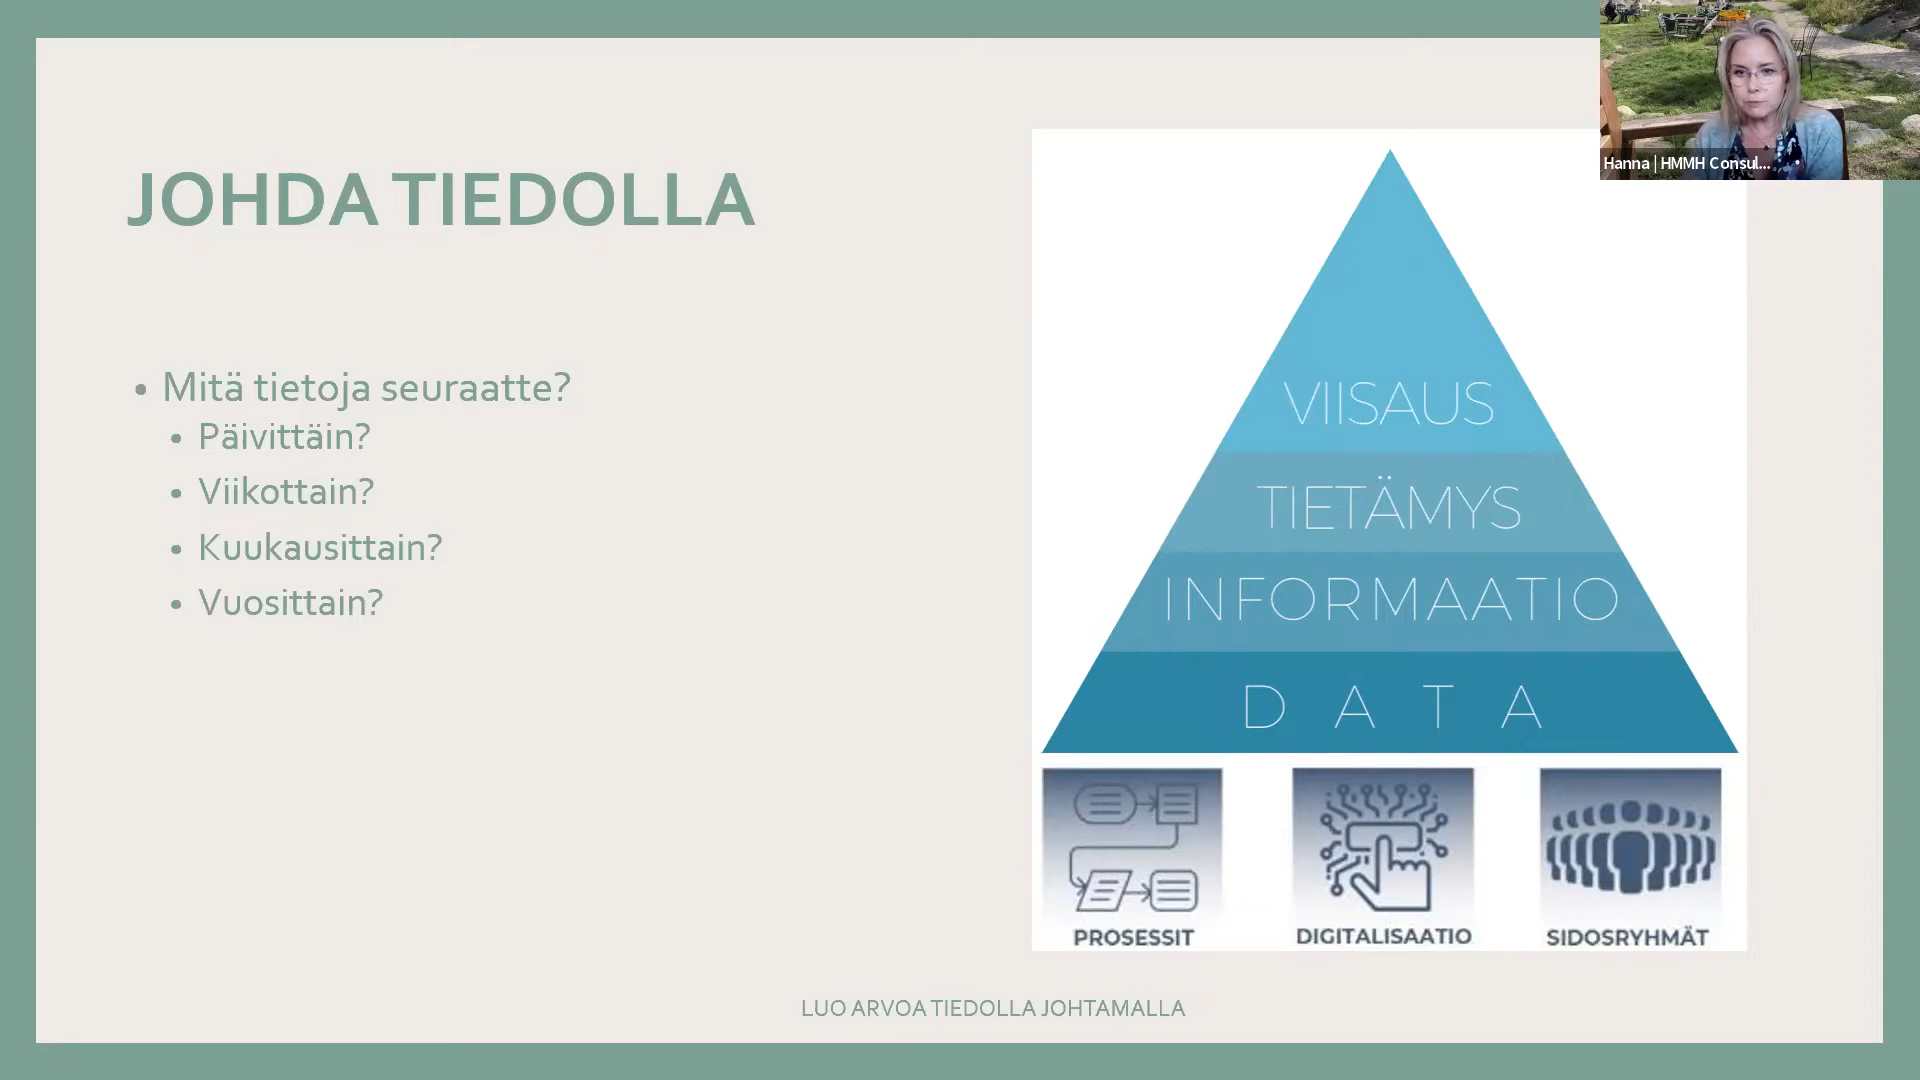 Hanna | HMMH Consul...
JOHDA TIEDOLLA
• Mitä tietoja seuraatte?
• Päivittäin?
• Viikottain?
• Kuukausittain?
• Vuosittain?
VIISAUS
TIETÄMYS
INFORMAATIO
DATA
PROSESSIT
DIGITALISAATIO
SIDOSRYHMÄT
LUO ARVOA TIEDOLLA JOHTAMALLA